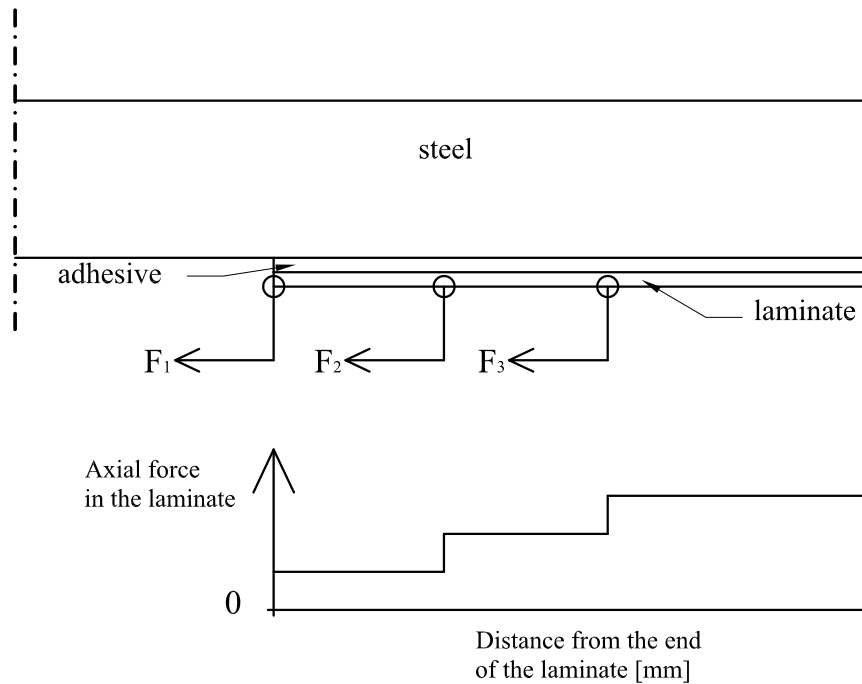 steel
adhesive
laminate
F1
F2
F3
Axial force
in the laminate
0
Distance from the end
of the laminate [mm]